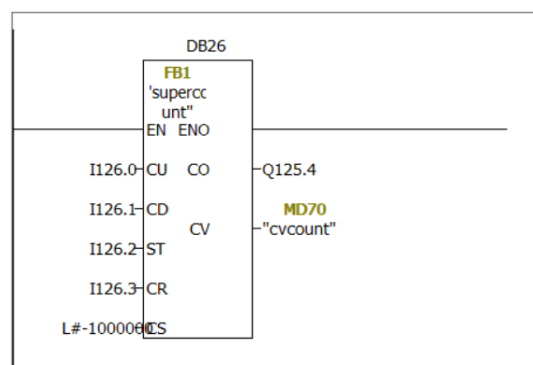 DB26
FB1
'supercc
unt"
EN ENO
I126.0 CU CO Q125.4
I126.1 CD MD70
CV "cvcount"
I126.2 ST
I126.3 CR
L#-1000000 CS